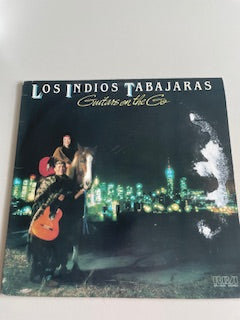 LOS INDIOS TABAJARAS
Guitars on the Go
RCA